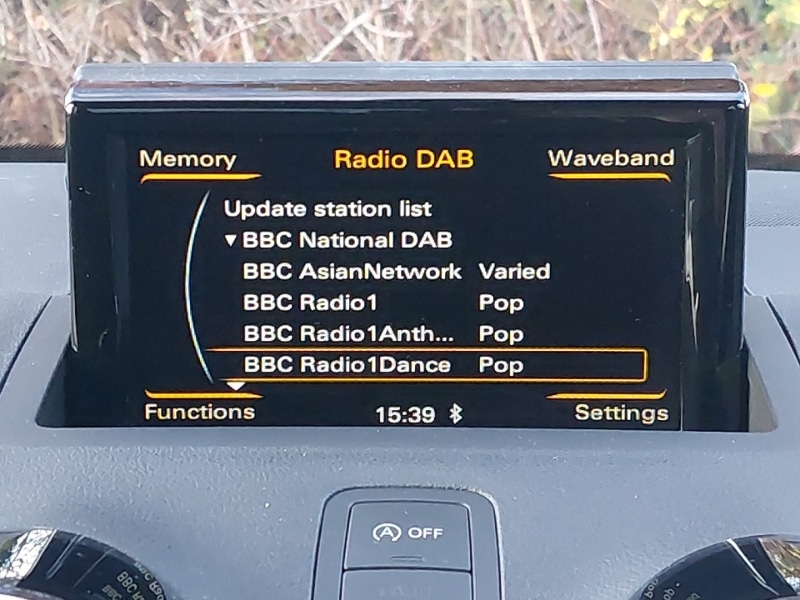 Memory Radio DAB Waveband
Update station list
▼ BBC National DAB
BBC AsianNetwork Varied
BBC Radio1 Pop
BBC Radio1Anth... Pop
BBC Radio1Dance Pop
Functions 15:39 Settings
A OFF